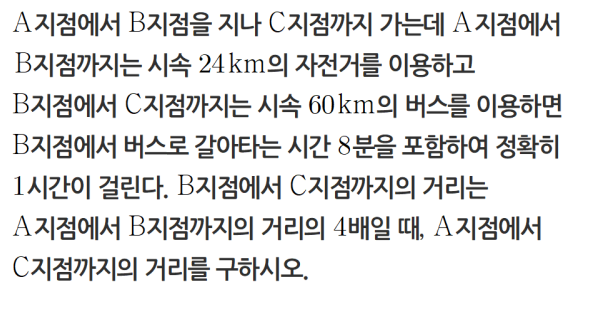 A지점에서 B지점을 지나 C지점까지 가는데 A지점에서
B지점까지는 시속 24km의 자전거를 이용하고
B지점에서 C지점까지는 시속 60km의 버스를 이용하면
B지점에서 버스로 갈아타는 시간 8분을 포함하여 정확히
1시간이 걸린다. B지점에서 C지점까지의 거리는
A지점에서 B지점까지의 거리의 4배일 때, A지점에서
C지점까지의 거리를 구하시오.